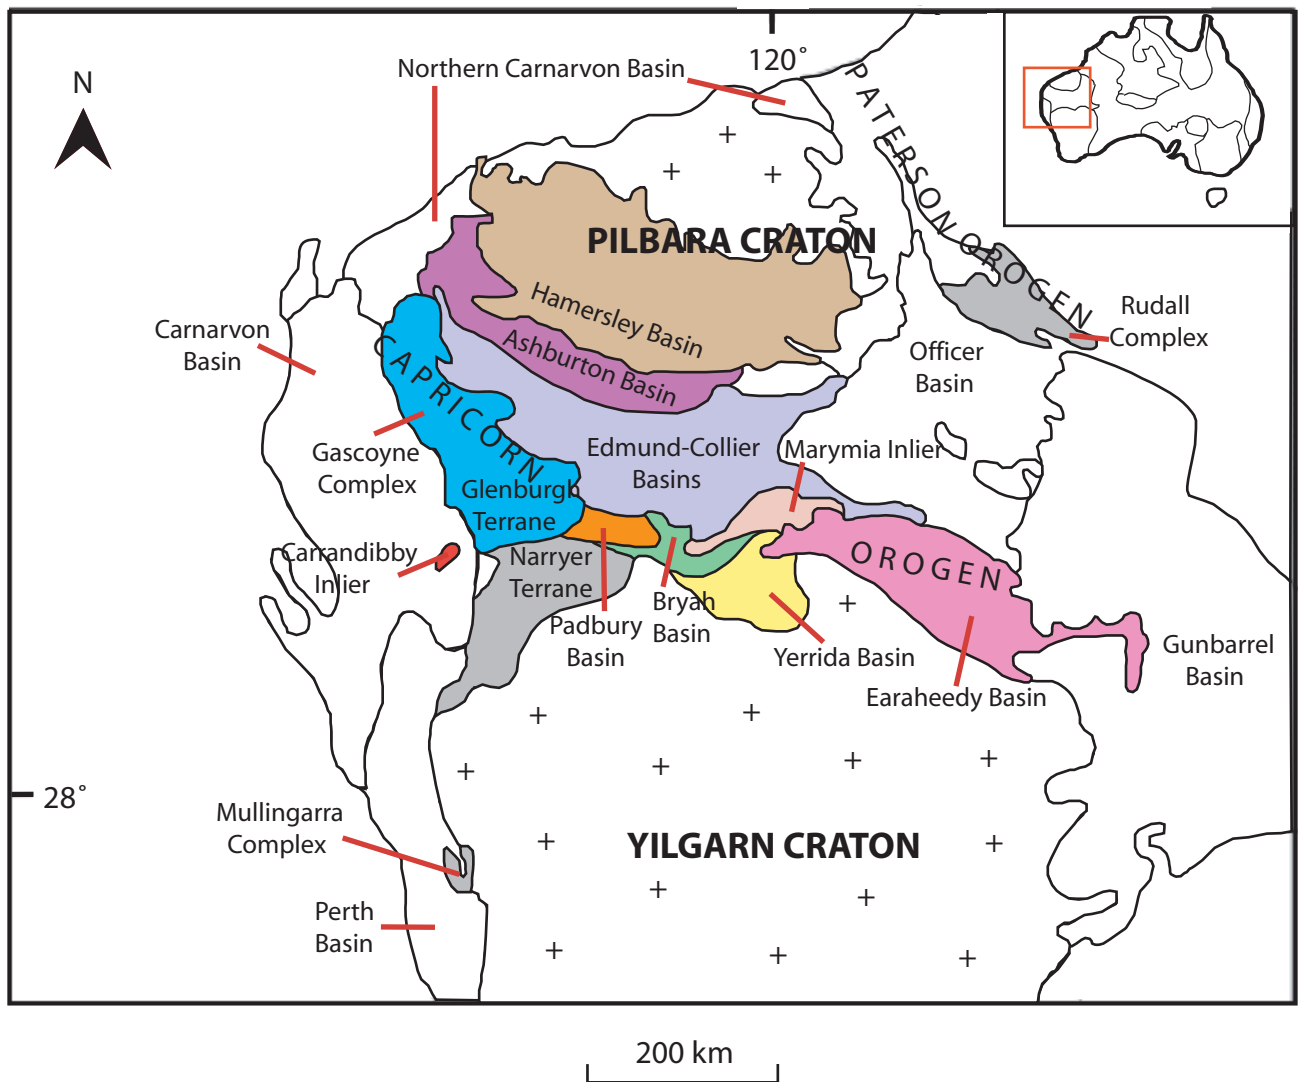 120˚
Northern Carnarvon Basin
N
PATERSON OROGEN
PILBARA CRATON
Hamersley Basin
Rudall
Complex
Carnarvon
Basin
Ashburton Basin
Officer
Basin
CAPRICORN
Edmund-Collier
Basins
Marymia Inlier
Gascoyne
Complex
Glenburgh
Terrane
Carrandibby
Inlier
Narryer
Terrane
OROGEN
Bryah
Basin
Padbury
Basin
Yerrida Basin
Gunbarrel
Basin
Earaheedy Basin
28˚
Mullingarra
Complex
YILGARN CRATON
Perth
Basin
200 km